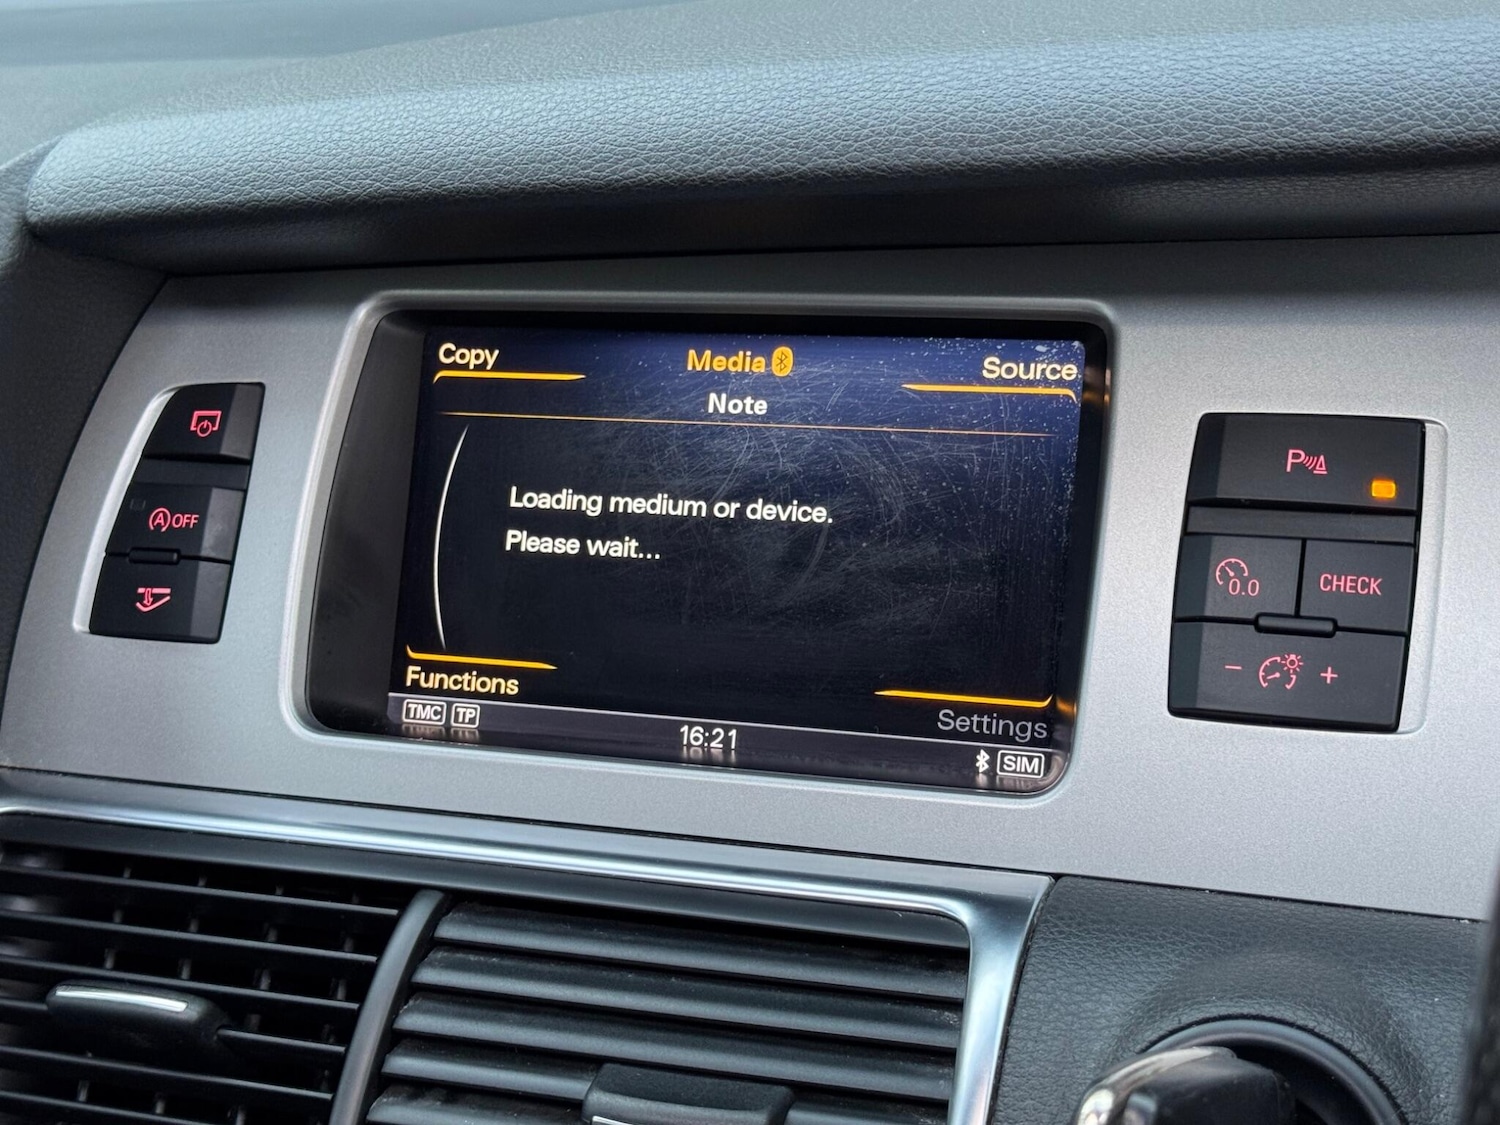 Copy
Media
Source
Note
Loading medium or device.
Please wait...
Functions
Settings
TMC TP
16:21
SIM
A OFF
P
0.0
CHECK
- +